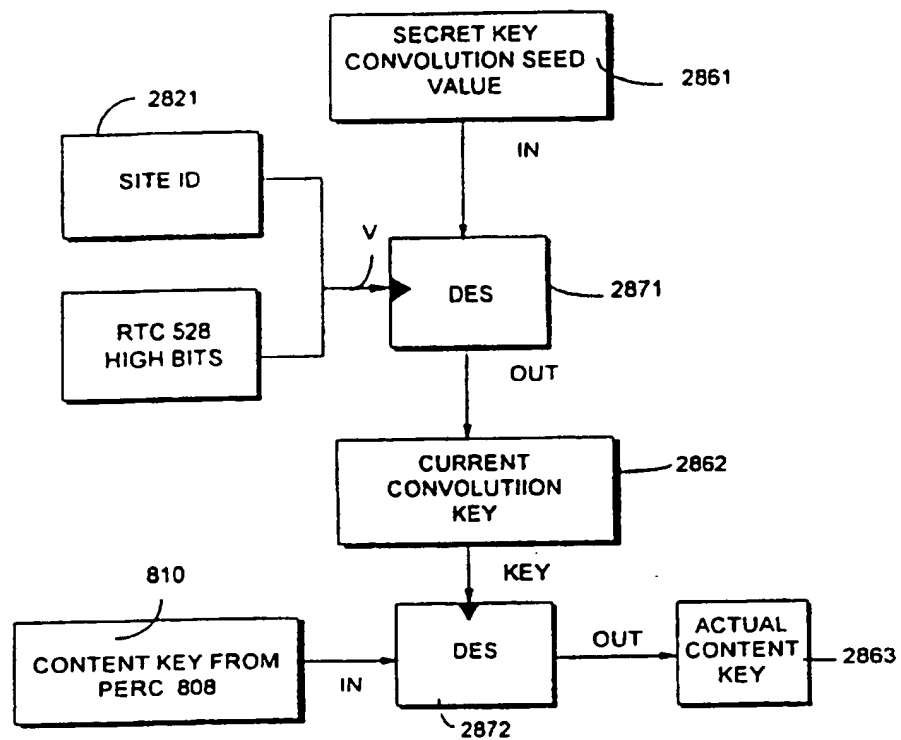 SECRET KEY
CONVOLUTION SEED
VALUE
2861
2821
IN
SITE ID
V
DES
2871
RTC 528
HIGH BITS
OUT
CURRENT
CONVOLUTIION
KEY
2862
KEY
810
CONTENT KEY FROM
PERC 808
IN
DES
OUT
ACTUAL
CONTENT
KEY
2863
2872